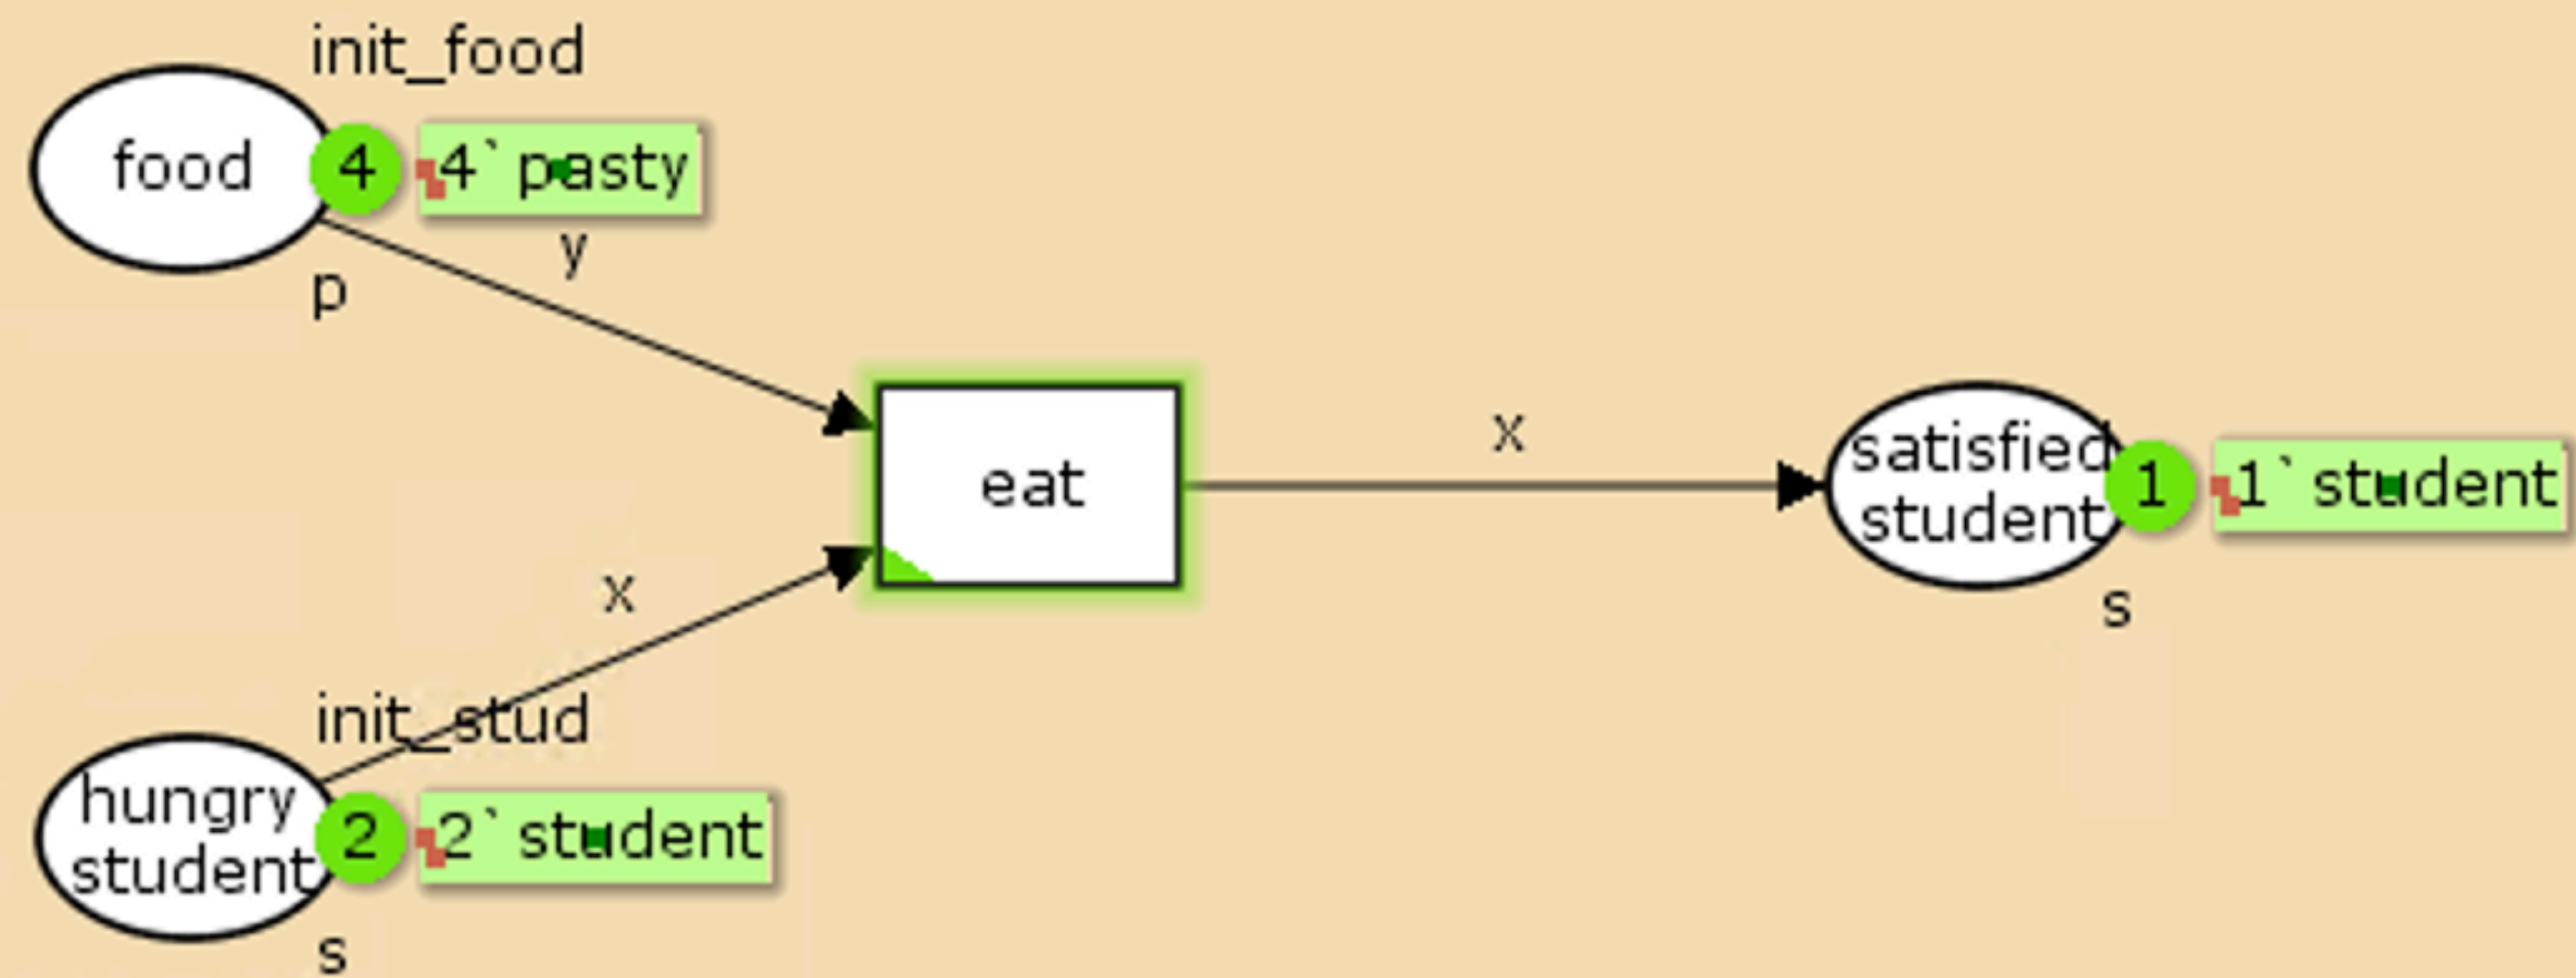 init_food
food
4
4`pasty
y
p
eat
x
satisfied
student
1
1`student
s
x
init_stud
hungry
student
2
2`student
s